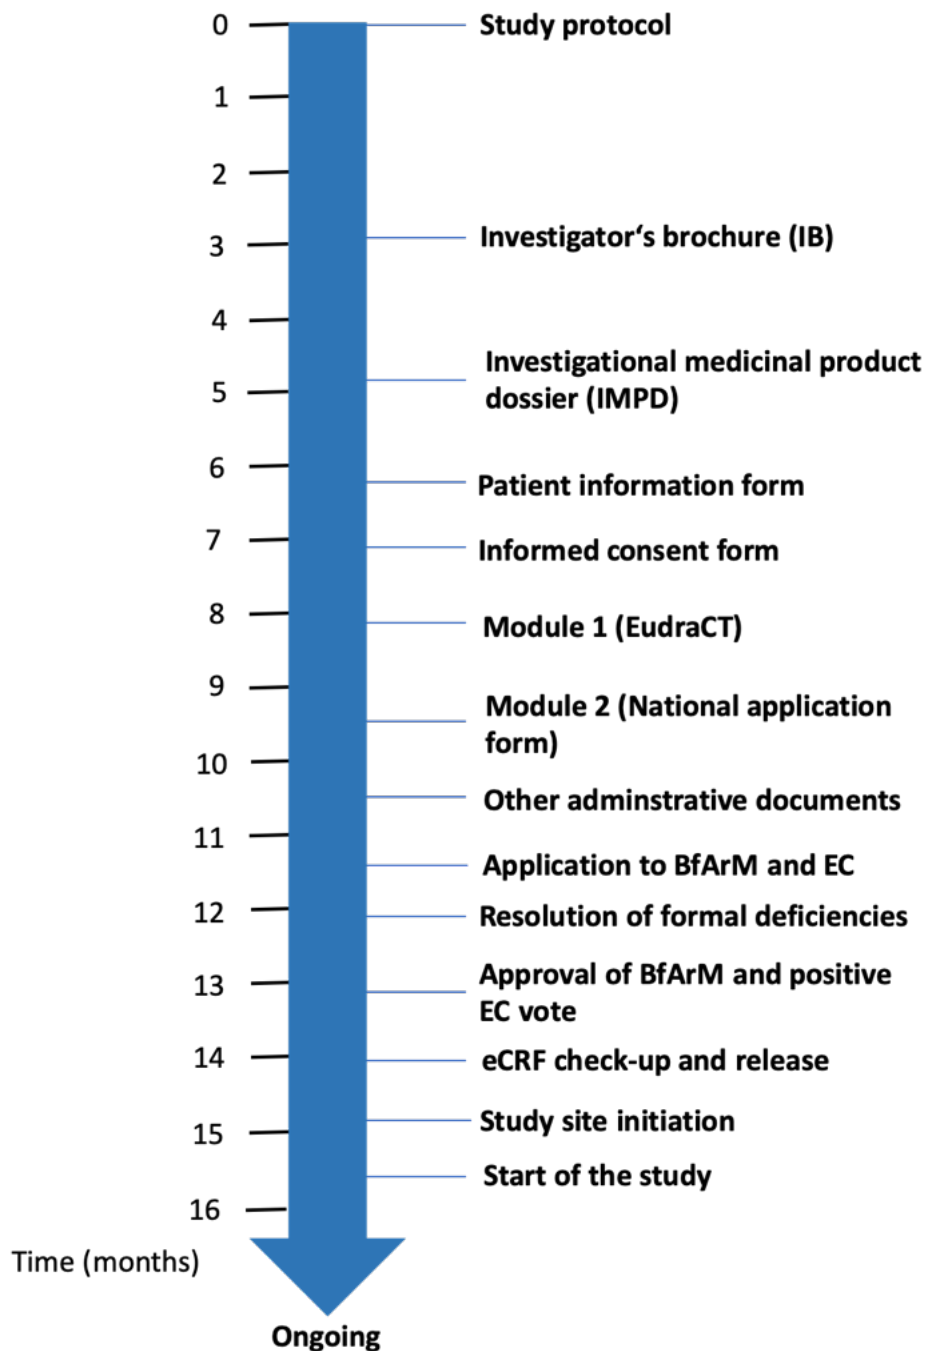 0
Study protocol
1
2
Investigator‘s brochure (IB)
3
4
Investigational medicinal product
dossier (IMPD)
5
6
Patient information form
7
Informed consent form
8
Module 1 (EudraCT)
9
Module 2 (National application
form)
10
Other adminstrative documents
11
Application to BfArM and EC
12
Resolution of formal deficiencies
Approval of BfArM and positive
EC vote
13
14
eCRF check-up and release
Study site initiation
15
Start of the study
16
Time (months)
Ongoing